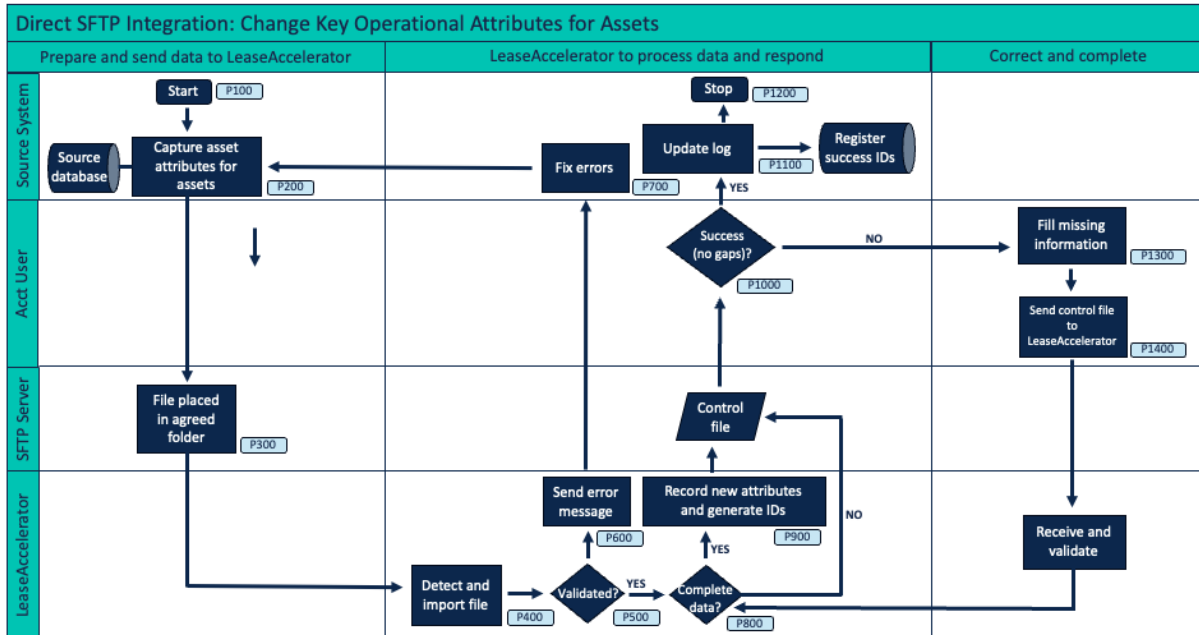 Direct SFTP Integration: Change Key Operational Attributes for Assets
Prepare and send data to LeaseAccelerator
LeaseAccelerator to process data and respond
Correct and complete
Source System
Start
P100
Source
database
Capture asset
attributes for
assets
P200
Fix errors
P700
Stop
P1200
Update log
P1100
Register
success IDs
YES
Acct User
Success
(no gaps)?
P1000
NO
Fill missing
information
P1300
Send control file
to
LeaseAccelerator
P1400
SFTP Server
File placed
in agreed
folder
P300
Control
file
LeaseAccelerator
Send error
message
P600
Record new attributes
and generate IDs
P900
NO
Receive and
validate
Detect and
import file
P400
Validated?
P500
YES
YES
Complete
data?
P800